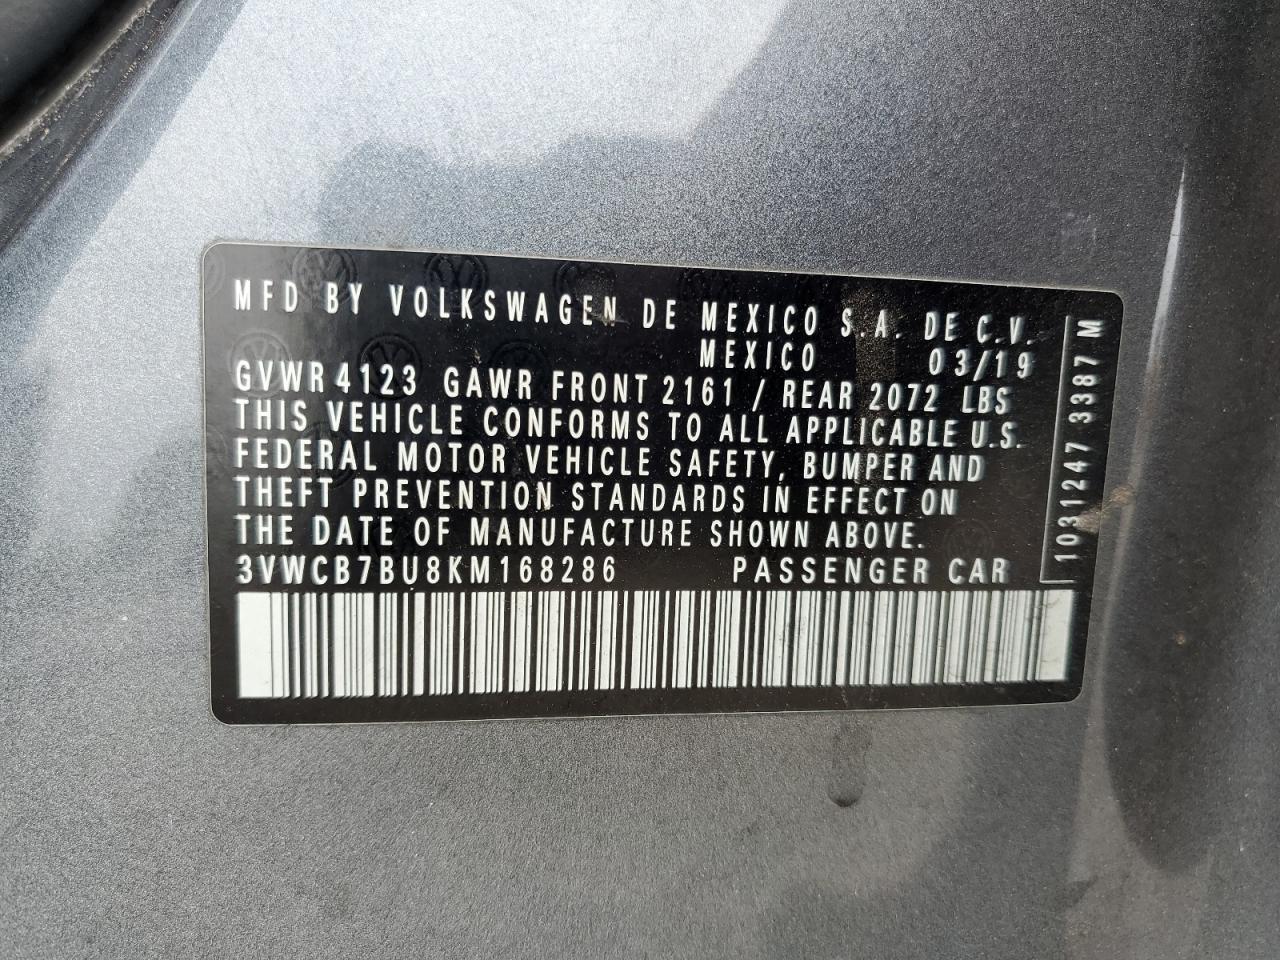 MFD BY VOLKSWAGEN DE MEXICO S.A. DE C.V.
MEXICO 03/19
GVWR 4123 GAWR FRONT 2161 / REAR 2072 LBS
THIS VEHICLE CONFORMS TO ALL APPLICABLE U.S.
FEDERAL MOTOR VEHICLE SAFETY, BUMPER AND
THEFT PREVENTION STANDARDS IN EFFECT ON
THE DATE OF MANUFACTURE SHOWN ABOVE.
3VWCB7BU8KM168286 PASSENGER CAR
1031247 3387 M